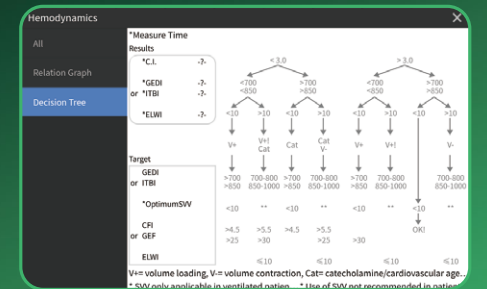 Hemodynamics
All
Relation Graph
Decision Tree
*Measure Time
Results
*C.I. -?- <3.0 >3.0
*GEDI -?- <700 >700 <700 >700
or *ITBI -?- <850 >850 <850 >850
*ELWI -?- <10 >10 <10 >10 <10 >10 <10 >10
V+ V+! Cat Cat V+ V+! V-
Cat V-
Target
GEDI >700 700-800 >700 700-800 >700 700-800 700-800
or ITBI >850 850-1000 >850 850-1000 >850 850-1000 850-1000
*OptimumSVV <10 ** <10 ** <10 ** <10 **
CFI >4.5 >5.5 >4.5 >5.5 OK!
or GEF >25 >30 >25 >30 >30
ELWI ≤10 ≤10 ≤10 ≤10
V+= volume loading, V-= volume contraction, Cat= catecholamine/cardiovascular age...
* SVV only applicable in ventilated patien... * Use of SVV not recommended in patien...